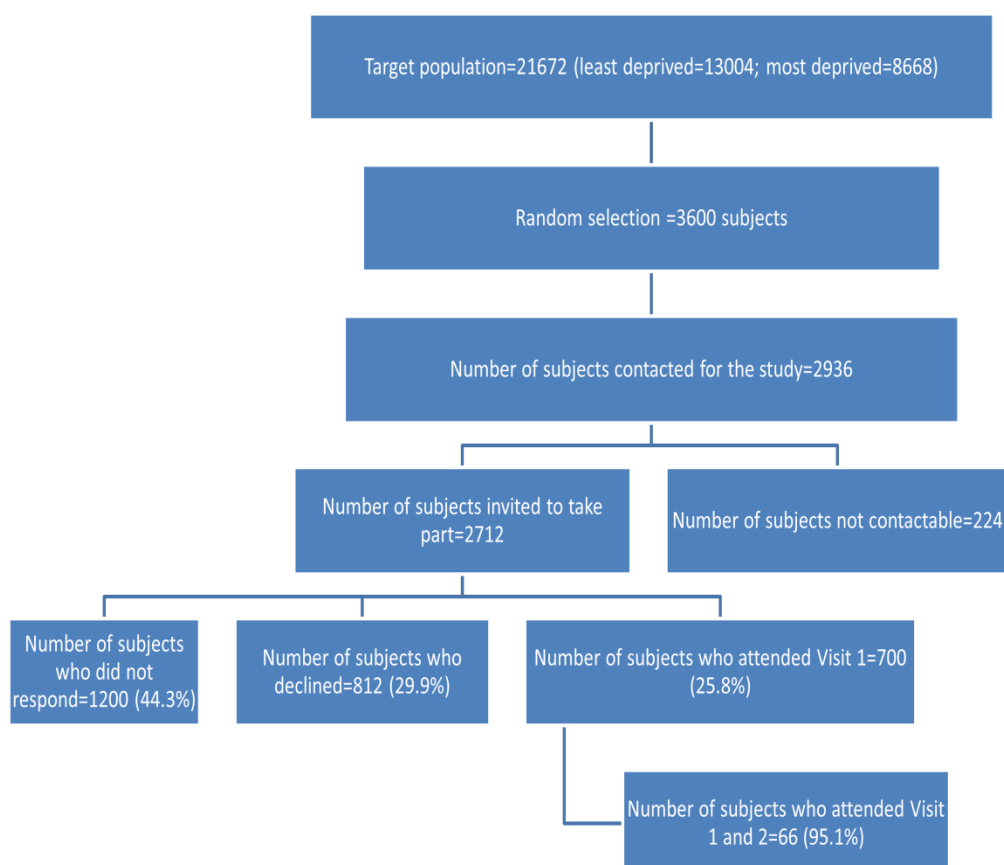 Target population=21672 (least deprived=13004; most deprived=8668)
Random selection =3600 subjects
Number of subjects contacted for the study=2936
Number of subjects invited to take
part=2712
Number of subjects not contactable=224
Number of subjects
who did not
respond=1200 (44.3%)
Number of subjects who
declined=812 (29.9%)
Number of subjects who attended Visit 1=700
(25.8%)
Number of subjects who attended Visit
1 and 2=66 (95.1%)